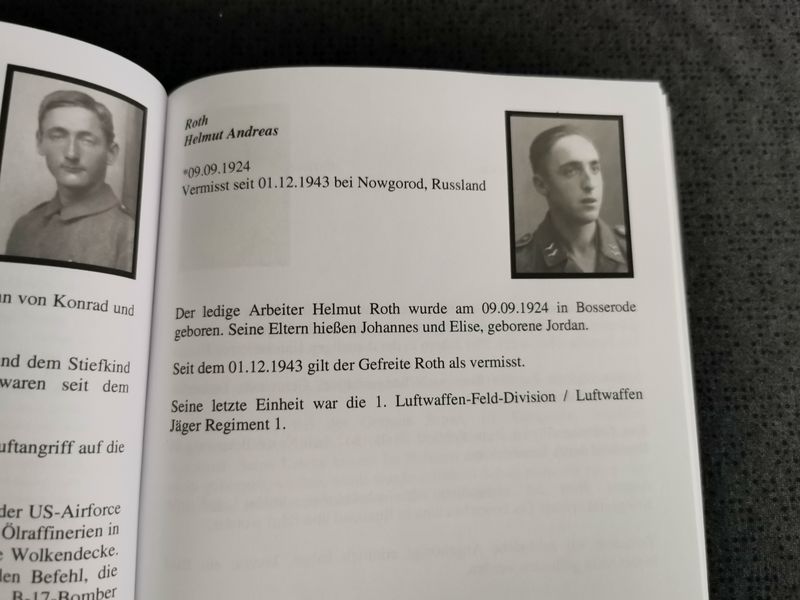 n von Konrad und
nd dem Stiefkind
waren seit dem
uftangriff auf die
der US-Airforce
Ölraffinerien in
e Wolkendecke.
len Befehl, die
B-17-Bomber
Roth
Helmut Andreas
*09.09.1924
Vermisst seit 01.12.1943 bei Nowgorod, Russland
Der ledige Arbeiter Helmut Roth wurde am 09.09.1924 in Bosserode
geboren. Seine Eltern hießen Johannes und Elise, geborene Jordan.
Seit dem 01.12.1943 gilt der Gefreite Roth als vermisst.
Seine letzte Einheit war die 1. Luftwaffen-Feld-Division / Luftwaffen
Jäger Regiment 1.